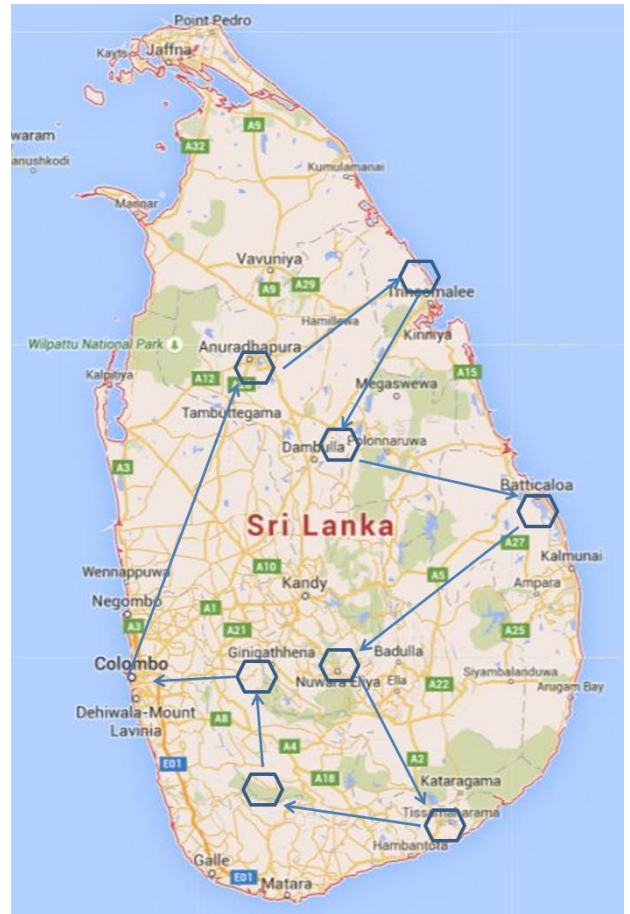 Point Pedro
Kayts
Jaffna
waram
A9
anushkodi
A32
Kumulamanai
Mannar
Vavuniya
A9
A29
Trincomalee
Hamillewa
Kinniya
Wilpattu National Park
Anuradhapura
A15
Kalpitiya
A12
Megaswewa
Tambuttegama
Dambulla
Polonnaruwa
A3
Batticaloa
Sri Lanka
A27
Kalmunai
Wennappuwa
A10
Kandy
A5
Ampara
Negombo
A1
A3
A21
A25
Colombo
Ginigathhena
Badulla
Nuwara Eliya
Ella
A22
Siyambalanduwa
Arugam Bay
Dehiwala-Mount
Lavinia
A8
A4
A2
E01
A18
Kataragama
Tissamaharama
Hambantota
Galle
E01
Matara